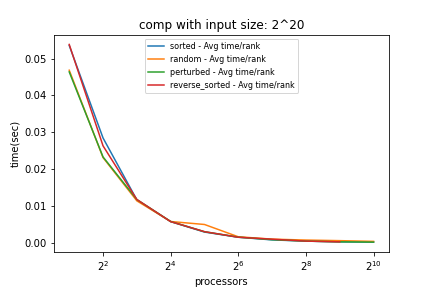 comp with input size: 2^20
sorted - Avg time/rank
random - Avg time/rank
perturbed - Avg time/rank
reverse_sorted - Avg time/rank
time(sec)
0.05
0.04
0.03
0.02
0.01
0.00
2^2 2^4 2^6 2^8 2^10
processors